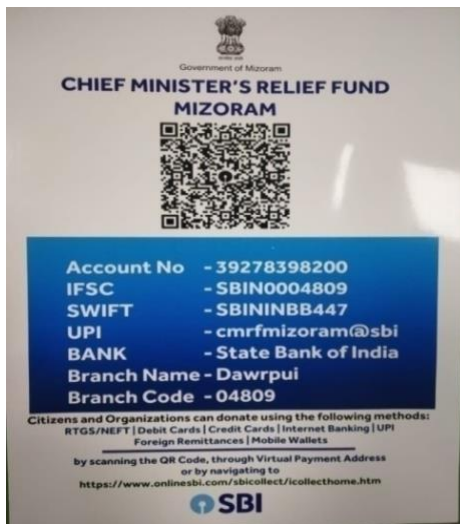 Government of Mizoram
CHIEF MINISTER'S RELIEF FUND
MIZORAM
Account No - 39278398200
IFSC - SBIN0004809
SWIFT - SBININBB447
UPI - cmrfmizoram@sbi
BANK - State Bank of India
Branch Name - Dawrpui
Branch Code - 04809
Citizens and Organizations can donate using the following methods:
RTGS/NEFT | Debit Cards | Credit Cards | Internet Banking | UPI
Foreign Remittances | Mobile Wallets
by scanning the QR Code, through Virtual Payment Address
or by navigating to
https://www.onlinesbi.com/sbicollect/icollecthome.htm
SBI